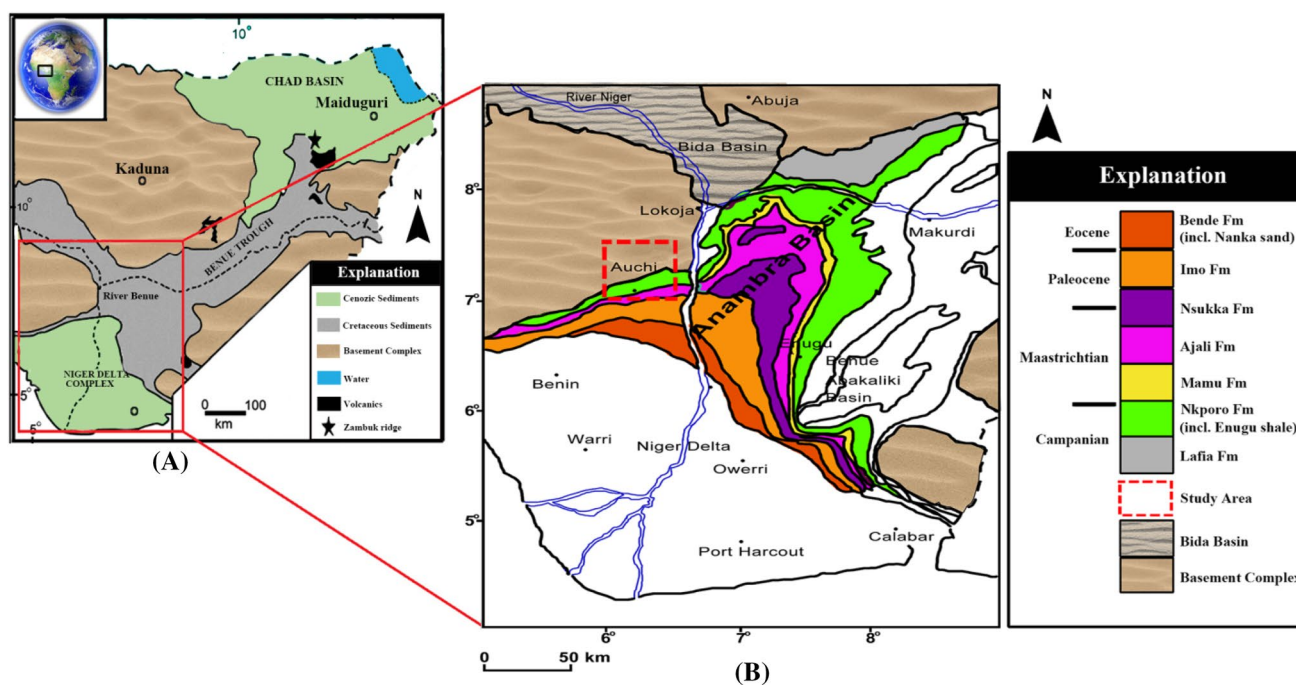 10°
CHAD BASIN
Maiduguri
Kaduna
N
10°
BENUE TROUGH
River Benue
NIGER DELTA
COMPLEX
5°
5°
0 100
km
Explanation
Cenozic Sediments
Cretaceous Sediments
Basement Complex
Water
Volcanics
Zambuk ridge
(A)
River Niger
Abuja
Bida Basin
8°
Lokoja
Makurdi
Auchi
Anambra Basin
7°
Enugu
Benue
Abakaliki
Basin
Benin
6°
Warri
Niger Delta
Owerri
5°
Calabar
Port Harcout
6° 7° 8°
0 50 km
(B)
N
Explanation
Eocene
Bende Fm
(incl. Nanka sand)
Paleocene
Imo Fm
Nsukka Fm
Maastrichtian
Ajali Fm
Mamu Fm
Nkporo Fm
(incl. Enugu shale)
Campanian
Lafia Fm
Study Area
Bida Basin
Basement Complex